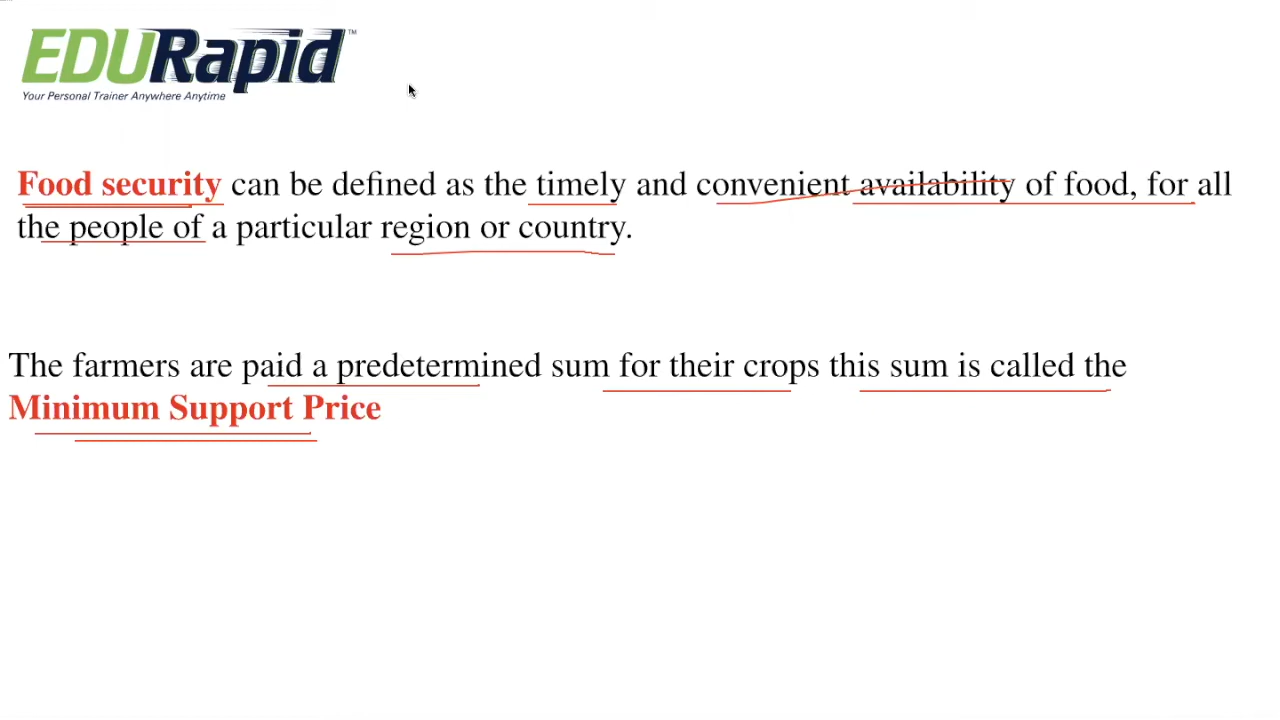 EDURapid™
Your Personal Trainer Anywhere Anytime
Food security can be defined as the timely and convenient availability of food, for all
the people of a particular region or country.
The farmers are paid a predetermined sum for their crops this sum is called the
Minimum Support Price